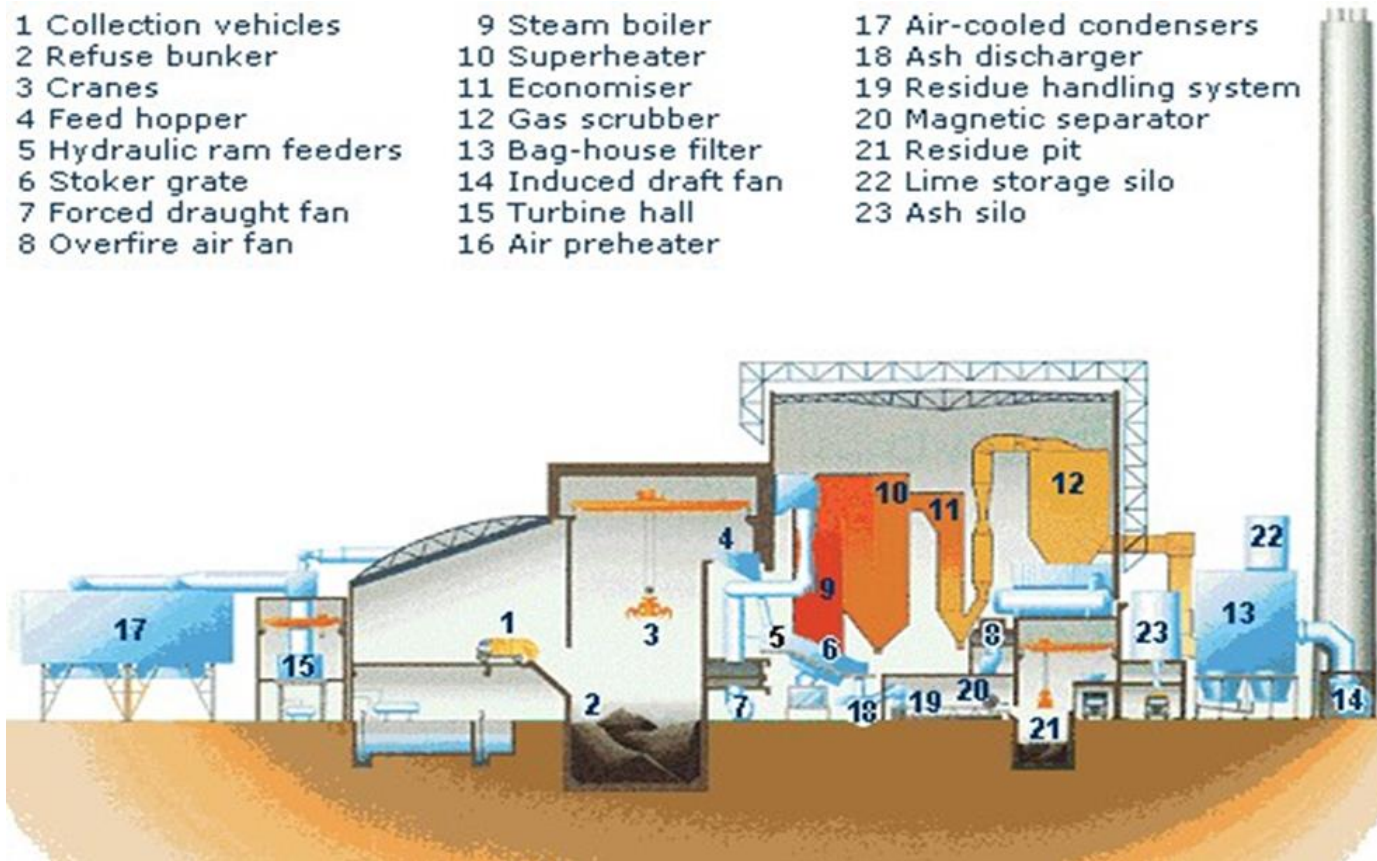 1 Collection vehicles
2 Refuse bunker
3 Cranes
4 Feed hopper
5 Hydraulic ram feeders
6 Stoker grate
7 Forced draught fan
8 Overfire air fan
9 Steam boiler
10 Superheater
11 Economiser
12 Gas scrubber
13 Bag-house filter
14 Induced draft fan
15 Turbine hall
16 Air preheater
17 Air-cooled condensers
18 Ash discharger
19 Residue handling system
20 Magnetic separator
21 Residue pit
22 Lime storage silo
23 Ash silo
10
12
11
4
22
9
13
17
1
3
5
6
8
23
15
20
2
7
18
19
14
21